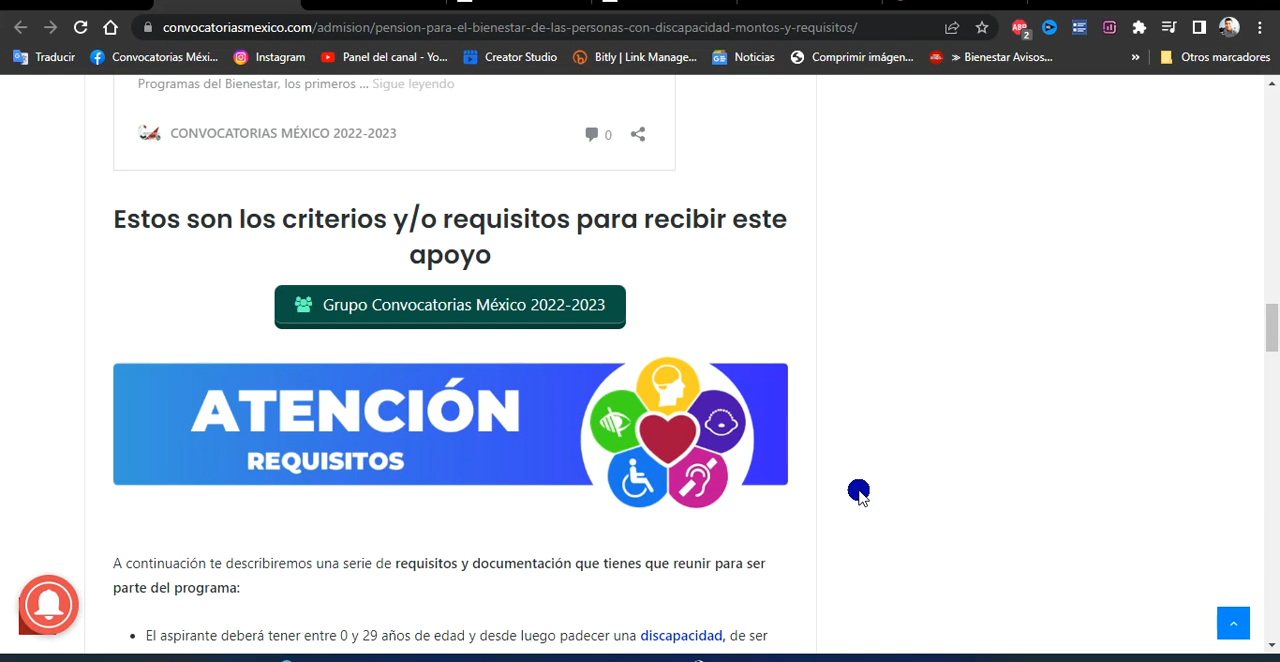 convocatoriasmexico.com/admision/pension-para-el-bienestar-de-las-personas-con-discapacidad-montos-y-requisitos/
ABP
2
Traducir
Convocatorias Méxi...
Instagram
Panel del canal - Yo...
Creator Studio
Bitly | Link Manage...
Noticias
Comprimir imágen...
≫ Bienestar Avisos...
»
Otros marcadores
Programas del Bienestar, los primeros ... Sigue leyendo
CONVOCATORIAS MÉXICO 2022-2023
0
Estos son los criterios y/o requisitos para recibir este
apoyo
Grupo Convocatorias México 2022-2023
ATENCIÓN
REQUISITOS
A continuación te describiremos una serie de requisitos y documentación que tienes que reunir para ser
parte del programa:
• El aspirante deberá tener entre 0 y 29 años de edad y desde luego padecer una discapacidad, de ser